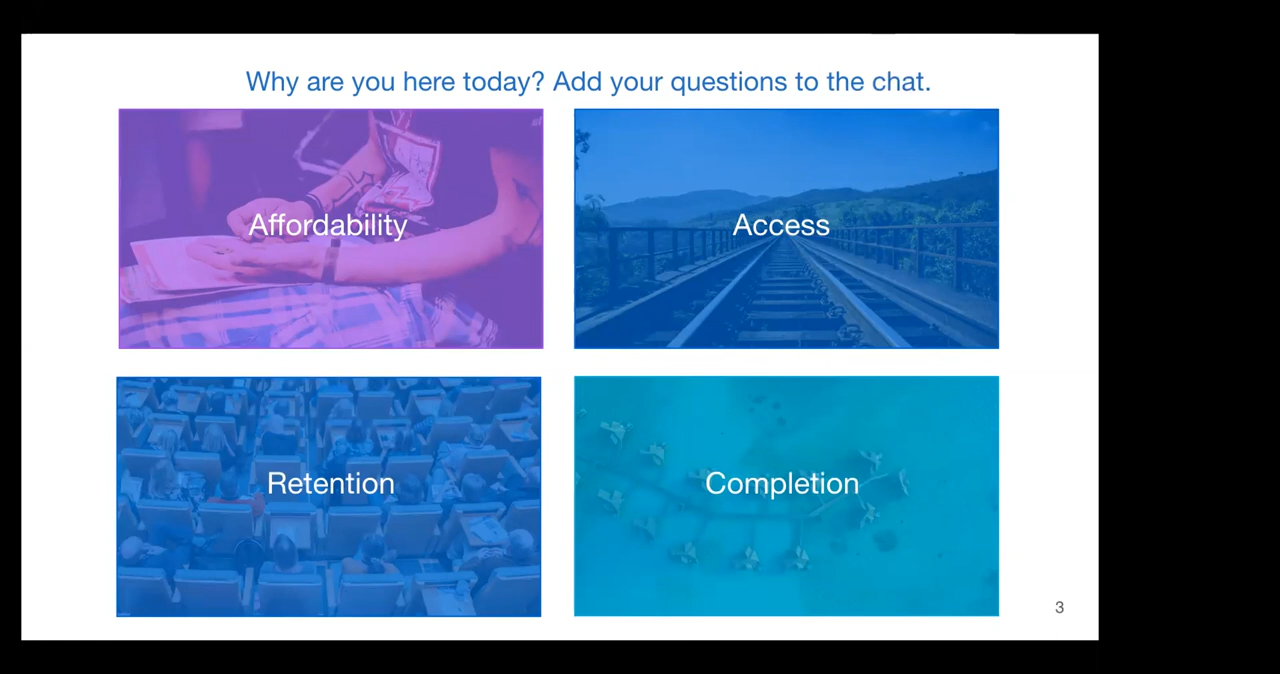 Why are you here today? Add your questions to the chat.
Affordability
Access
Retention
Completion
3